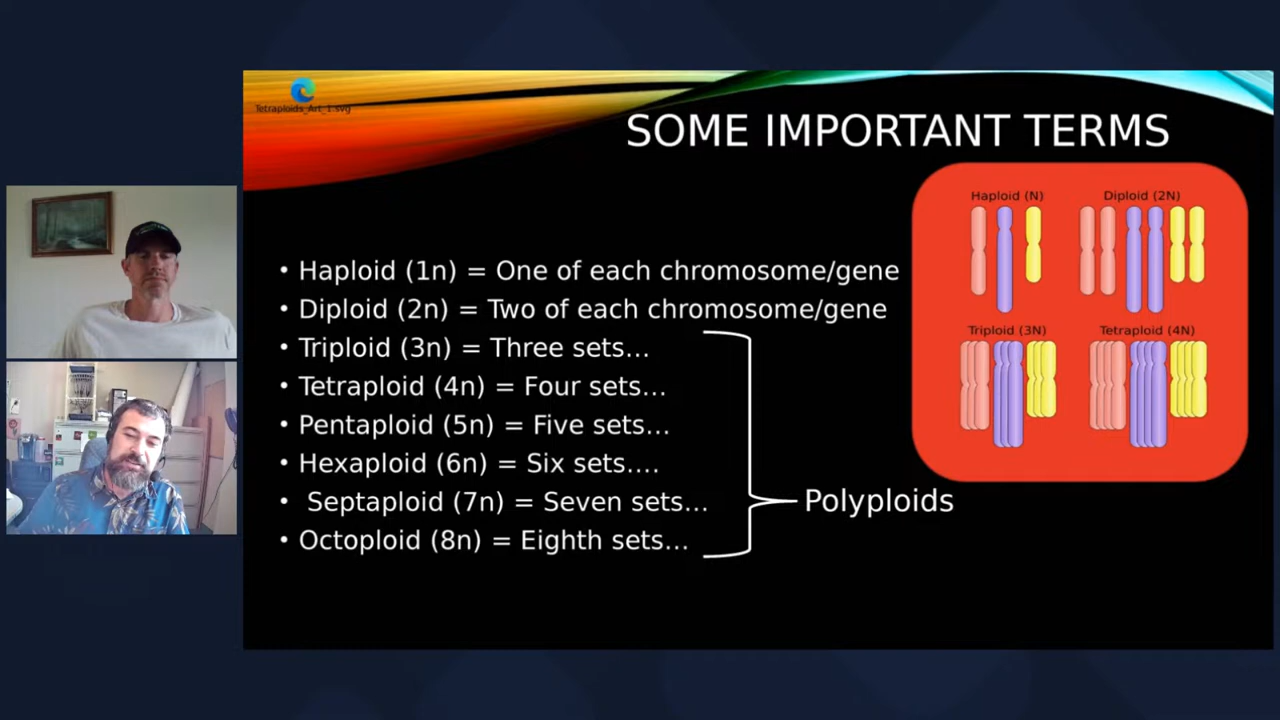 Tetraploids_Art_1.svg
SOME IMPORTANT TERMS
• Haploid (1n) = One of each chromosome/gene
• Diploid (2n) = Two of each chromosome/gene
• Triploid (3n) = Three sets...
• Tetraploid (4n) = Four sets...
• Pentaploid (5n) = Five sets...
• Hexaploid (6n) = Six sets....
• Septaploid (7n) = Seven sets...
• Octoploid (8n) = Eighth sets...
Polyploids
Haploid (N)
Diploid (2N)
Triploid (3N)
Tetraploid (4N)